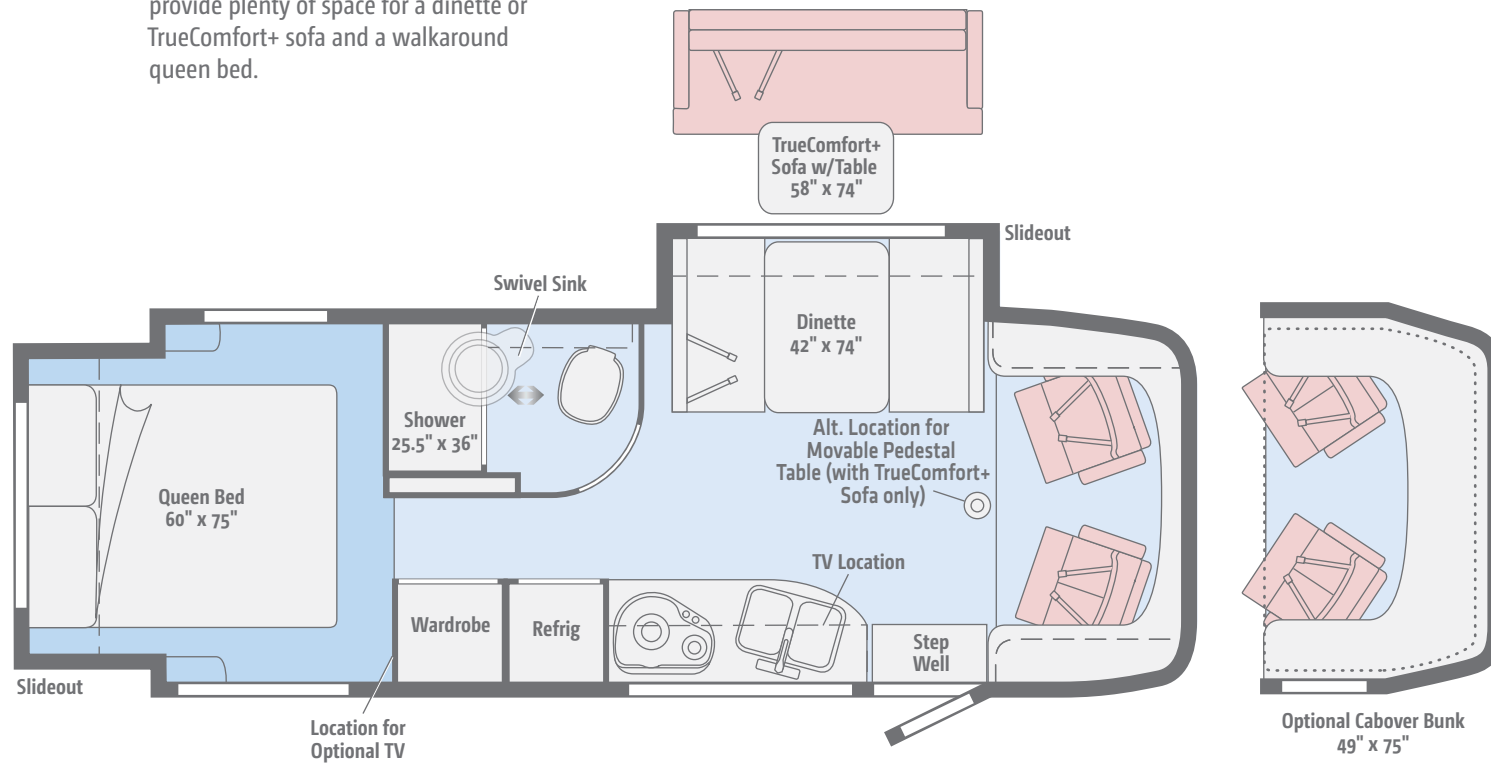 provide plenty of space for a dinette or
TrueComfort+ sofa and a walkaround
queen bed.
TrueComfort+
Sofa w/Table
58" x 74"
Slideout
Swivel Sink
Dinette
42" x 74"
Shower
25.5" x 36"
Alt. Location for
Movable Pedestal
Table (with TrueComfort+
Sofa only)
Queen Bed
60" x 75"
TV Location
Wardrobe
Refrig
Step
Well
Slideout
Location for
Optional TV
Optional Cabover Bunk
49" x 75"